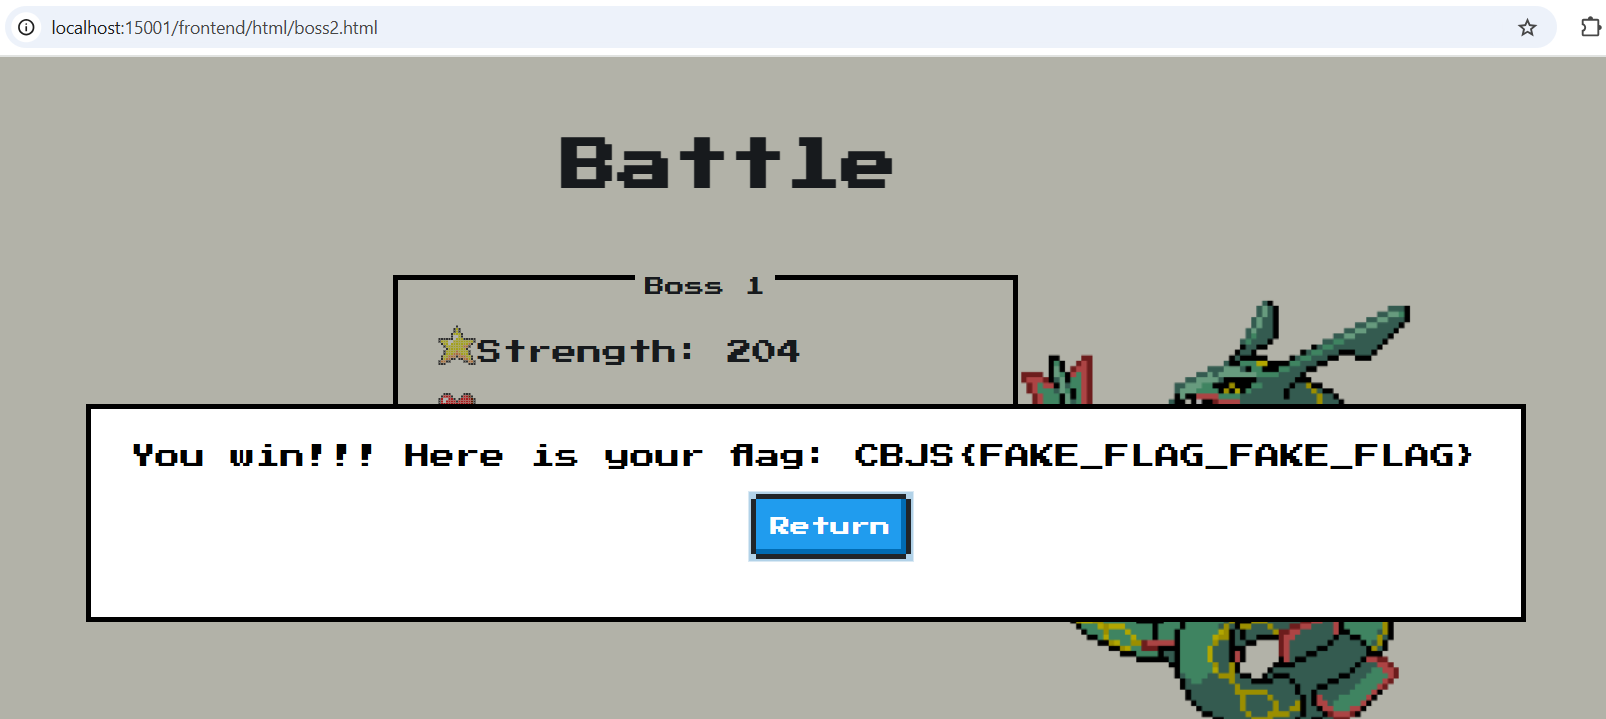 localhost:15001/frontend/html/boss2.html
Battle
Boss 1
Strength: 204
You win!!! Here is your flag: CBJS{FAKE_FLAG_FAKE_FLAG}
Return